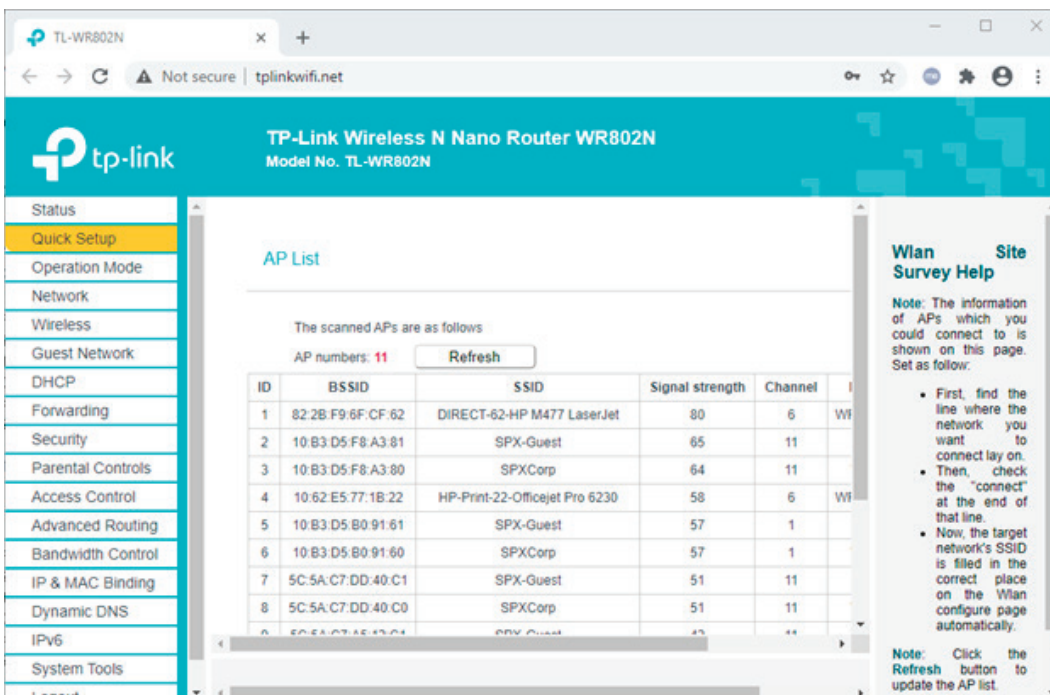 TL-WR802N
Not secure | tplinkwifi.net
tp-link
TP-Link Wireless N Nano Router WR802N
Model No. TL-WR802N
Status
Quick Setup
Operation Mode
Network
Wireless
Guest Network
DHCP
Forwarding
Security
Parental Controls
Access Control
Advanced Routing
Bandwidth Control
IP & MAC Binding
Dynamic DNS
IPv6
System Tools
AP List
The scanned APs are as follows
AP numbers: 11 Refresh
ID BSSID SSID Signal strength Channel
1 82:2B:F9:6F:CF:62 DIRECT-62-HP M477 LaserJet 80 6
2 10:B3:D5:F8:A3:81 SPX-Guest 65 11
3 10:B3:D5:F8:A3:80 SPXCorp 64 11
4 10:62:E5:77:1B:22 HP-Print-22-Officejet Pro 6230 58 6
5 10:B3:D5:B0:91:61 SPX-Guest 57 1
6 10:B3:D5:B0:91:60 SPXCorp 57 1
7 5C:5A:C7:DD:40:C1 SPX-Guest 51 11
8 5C:5A:C7:DD:40:C0 SPXCorp 51 11
Wlan Site
Survey Help
Note: The information
of APs which you
could connect to is
shown on this page.
Set as follow:
• First, find the
line where the
network you
want to
connect lay on.
• Then, check
the "connect"
at the end of
that line.
• Now, the target
network's SSID
is filled in the
correct place
on the Wlan
configure page
automatically.
Note: Click the
Refresh button to
update the AP list.